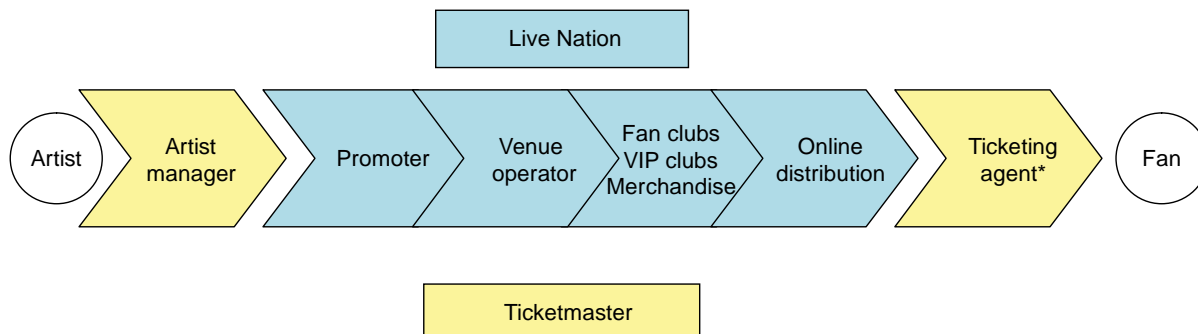 Live Nation
Artist
Artist
manager
Promoter
Venue
operator
Fan clubs
VIP clubs
Merchandise
Online
distribution
Ticketing
agent*
Fan
Ticketmaster